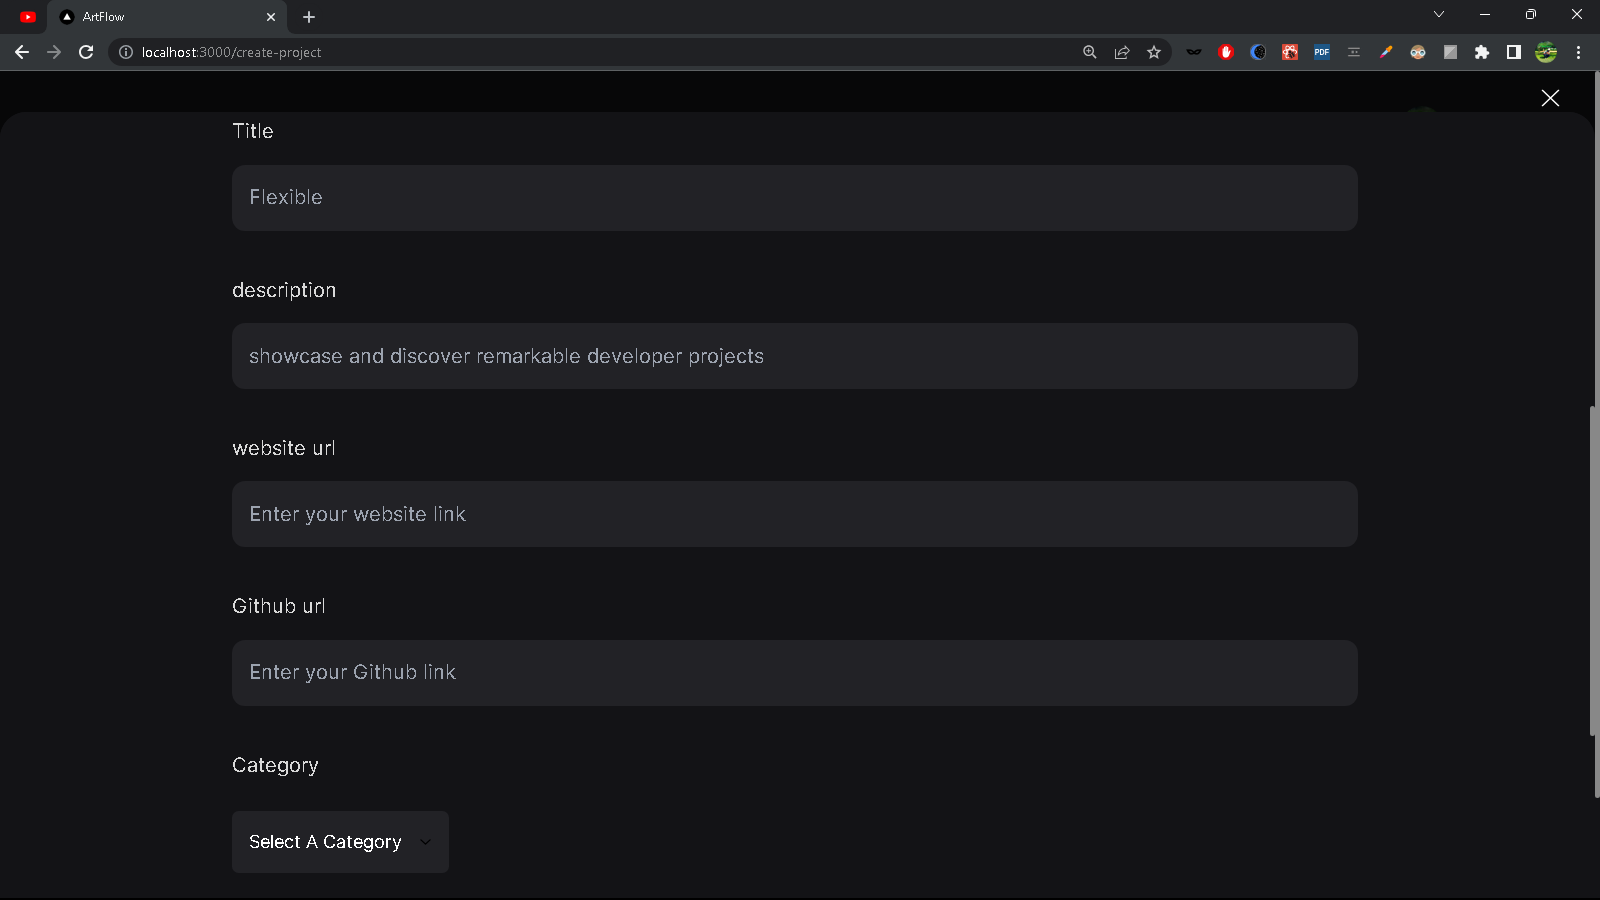 ArtFlow
localhost:3000/create-project
PDF
Title
Flexible
description
showcase and discover remarkable developer projects
website url
Enter your website link
Github url
Enter your Github link
Category
Select A Category